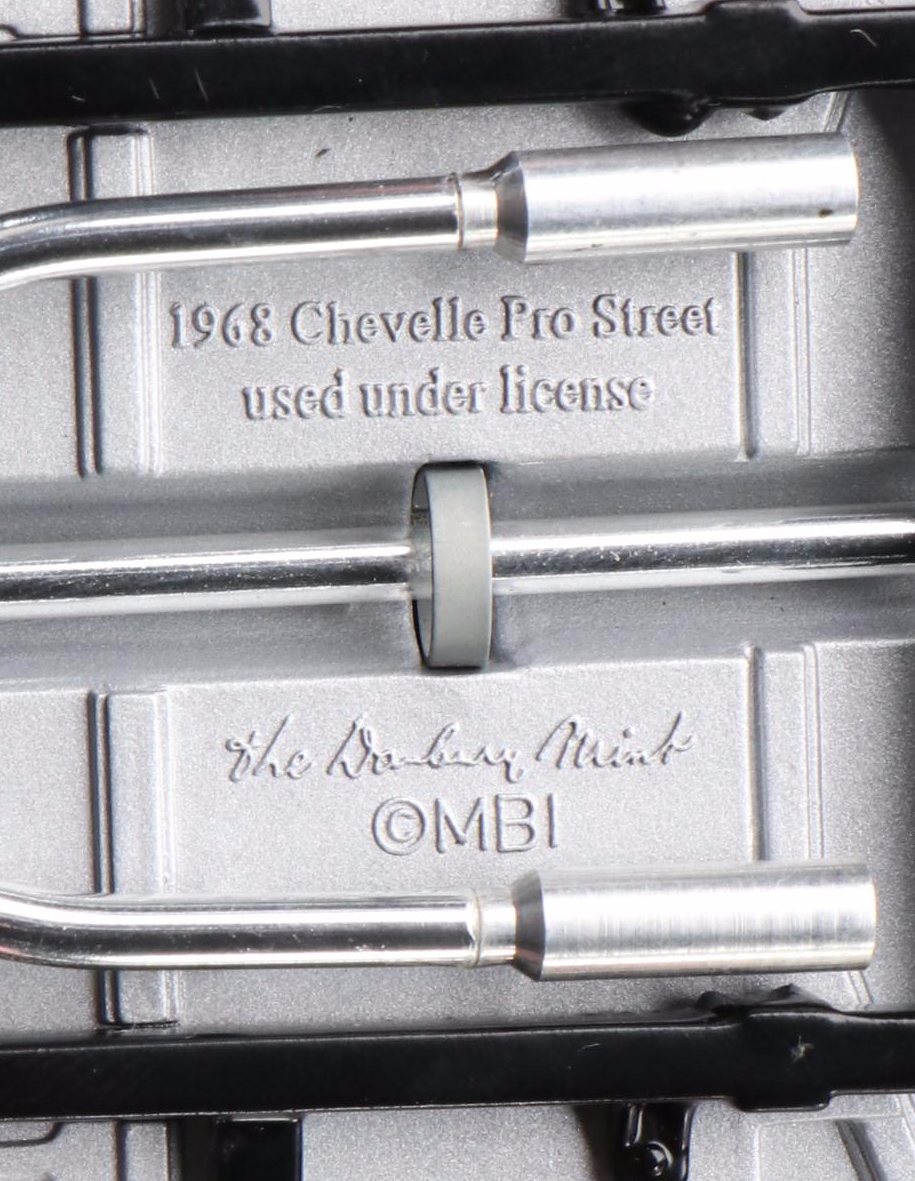 1968 Chevelle Pro Street
used under license
the Danbury Mint
©MBI